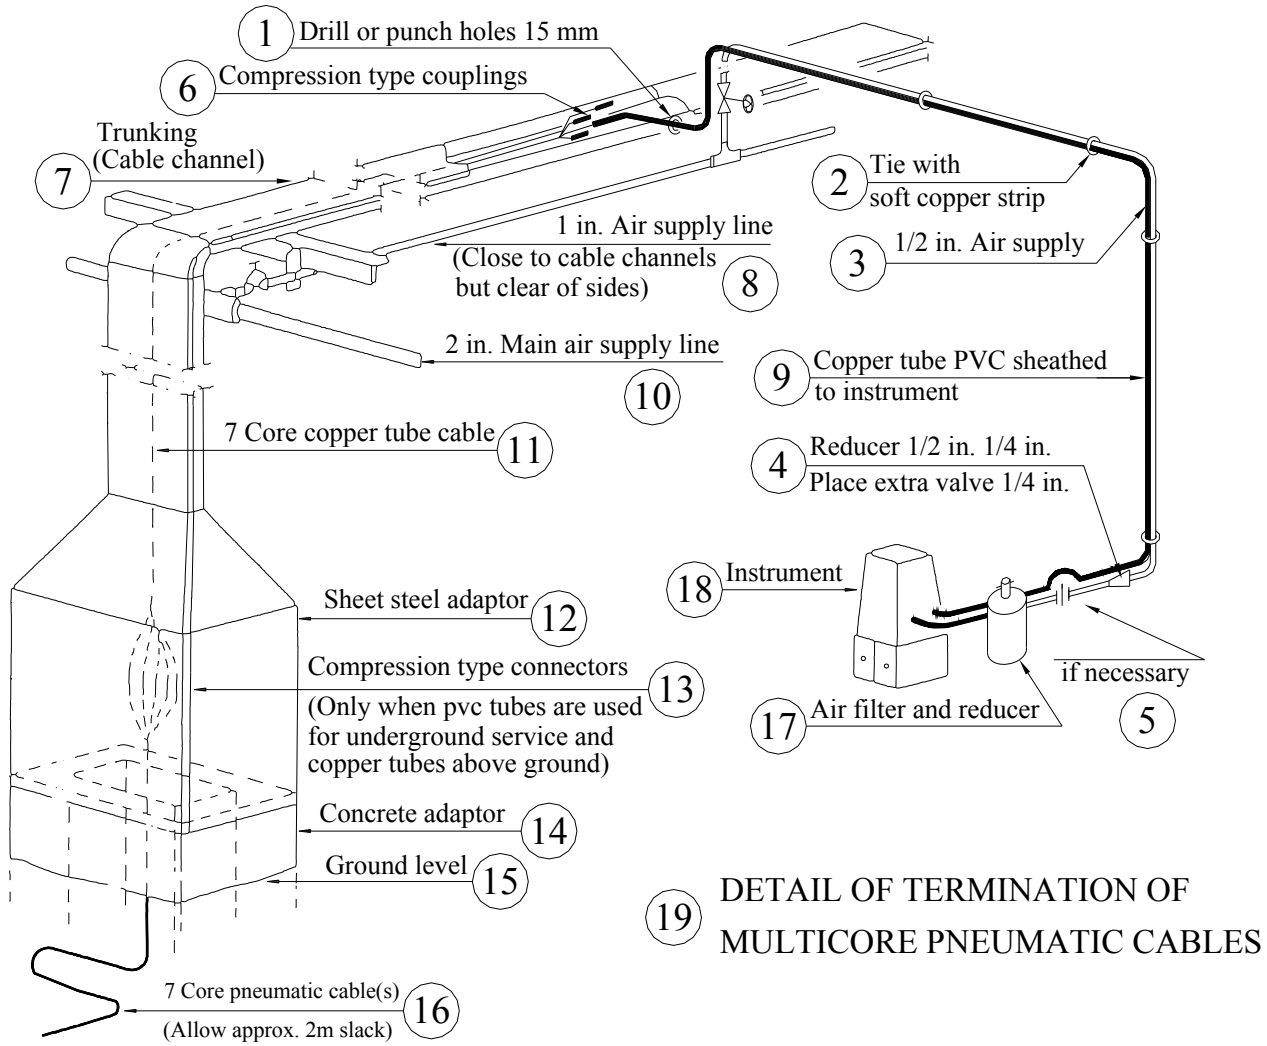 1 Drill or punch holes 15 mm
6 Compression type couplings
7 Trunking
(Cable channel)
2 Tie with
soft copper strip
3 1/2 in. Air supply
1 in. Air supply line
(Close to cable channels
but clear of sides) 8
2 in. Main air supply line
10
9 Copper tube PVC sheathed
to instrument
7 Core copper tube cable 11
4 Reducer 1/2 in. 1/4 in.
Place extra valve 1/4 in.
18 Instrument
Sheet steel adaptor 12
Compression type connectors
13
(Only when pvc tubes are used
for underground service and
copper tubes above ground)
if necessary
5
17 Air filter and reducer
Concrete adaptor 14
Ground level 15
19 DETAIL OF TERMINATION OF
MULTICORE PNEUMATIC CABLES
7 Core pneumatic cable(s)
16
(Allow approx. 2m slack)